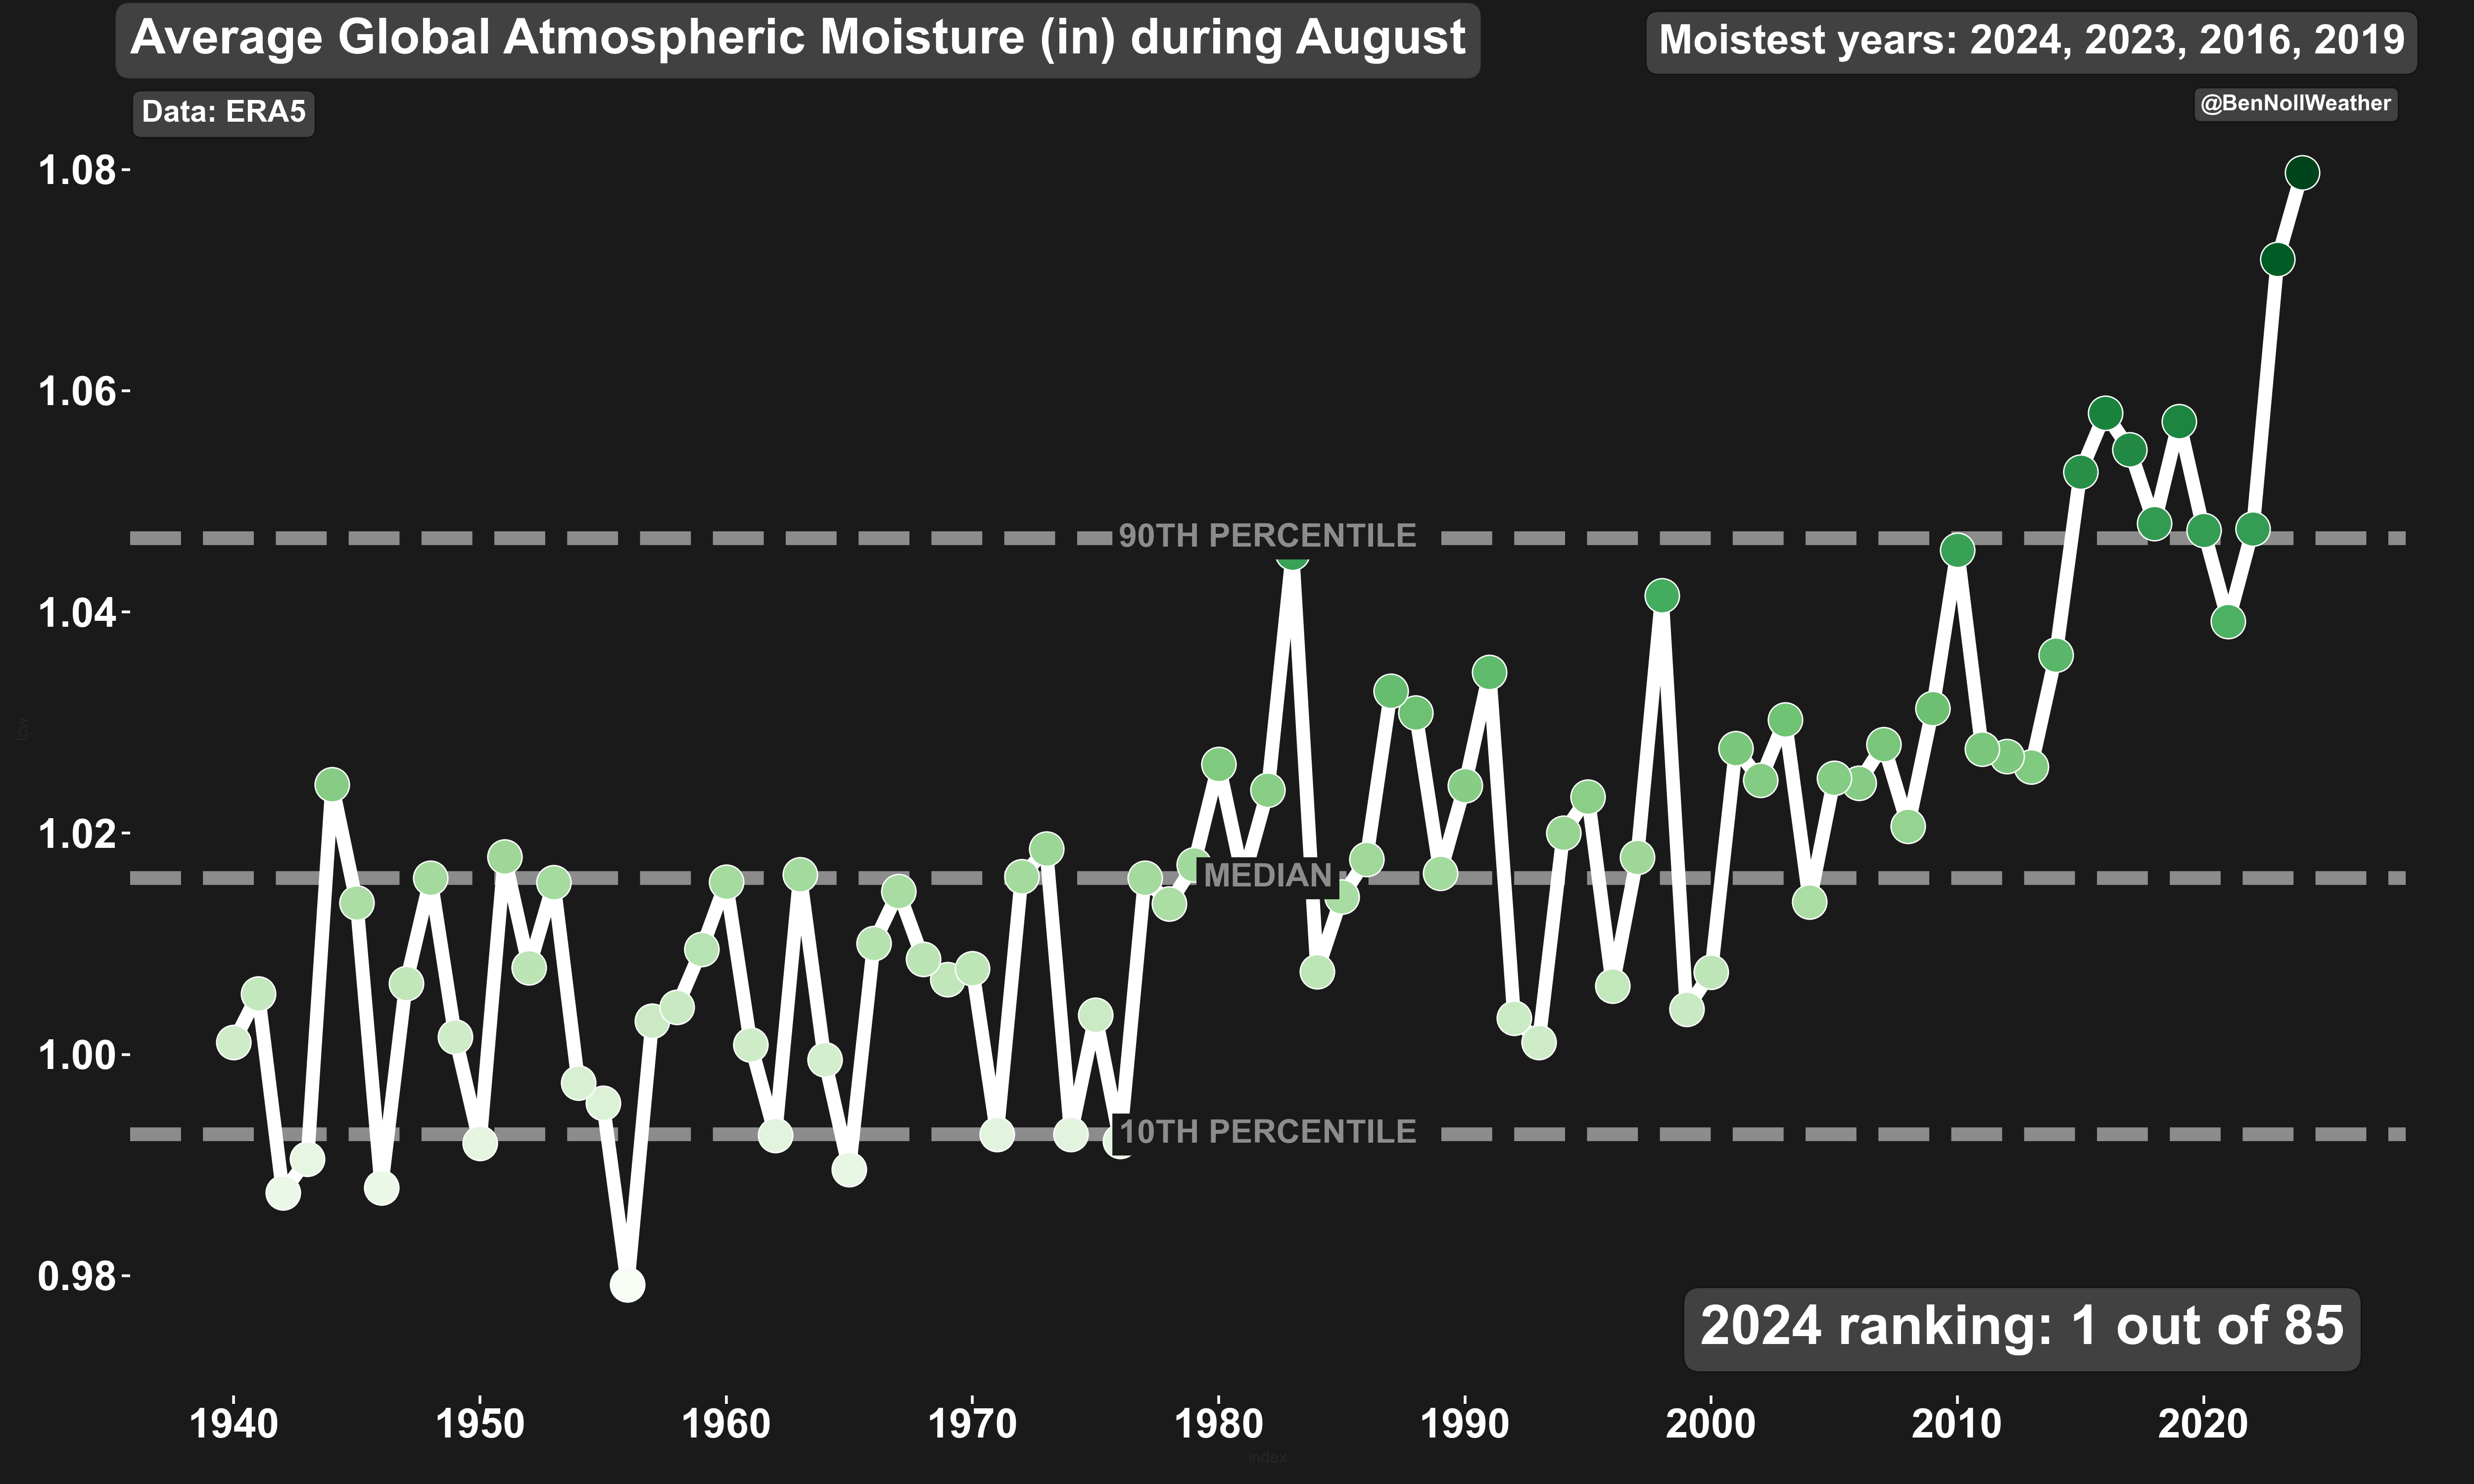 Average Global Atmospheric Moisture (in) during August
Moistest years: 2024, 2023, 2016, 2019
Data: ERA5
@BenNollWeather
1.08
1.06
90TH PERCENTILE
1.04
tcw
1.02
MEDIAN
1.00
10TH PERCENTILE
0.98
2024 ranking: 1 out of 85
1940 1950 1960 1970 1980 1990 2000 2010 2020
index